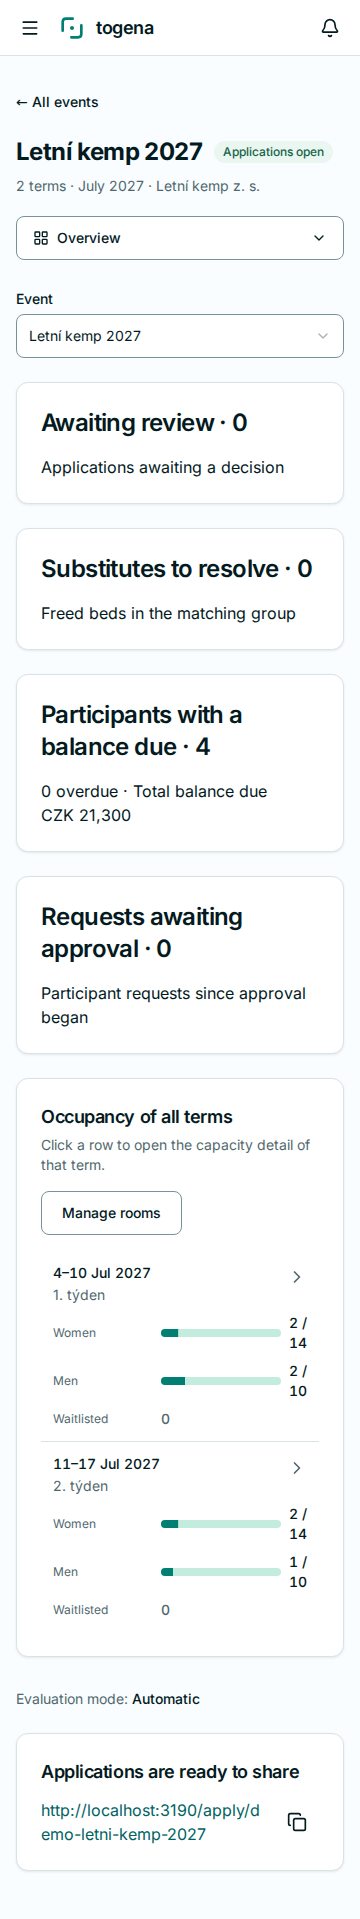 togena
← All events
Letní kemp 2027 Applications open
2 terms · July 2027 · Letní kemp z. s.
Overview
Event
Letní kemp 2027
Awaiting review · 0
Applications awaiting a decision
Substitutes to resolve · 0
Freed beds in the matching group
Participants with a
balance due · 4
0 overdue · Total balance due
CZK 21,300
Requests awaiting
approval · 0
Participant requests since approval
began
Occupancy of all terms
Click a row to open the capacity detail of
that term.
Manage rooms
4–10 Jul 2027
1. týden
Women 2 /
14
Men 2 /
10
Waitlisted 0
11–17 Jul 2027
2. týden
Women 2 /
14
Men 1 /
10
Waitlisted 0
Evaluation mode: Automatic
Applications are ready to share
http://localhost:3190/apply/d
emo-letni-kemp-2027